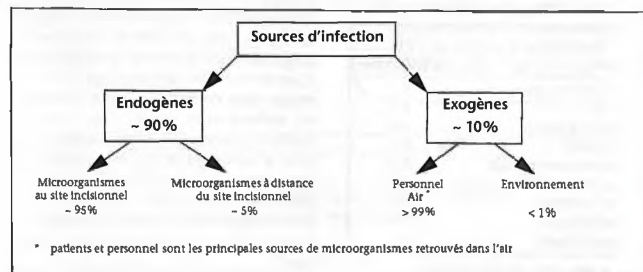 Sources d'infection
Endogènes
~ 90%
Exogènes
~ 10%
Microorganismes
au site incisionnel
~ 95%
Microorganismes à distance
du site incisionnel
~ 5%
Personnel
Air *
> 99%
Environnement
< 1%
* patients et personnel sont les principales sources de microorganismes retrouvés dans l'air